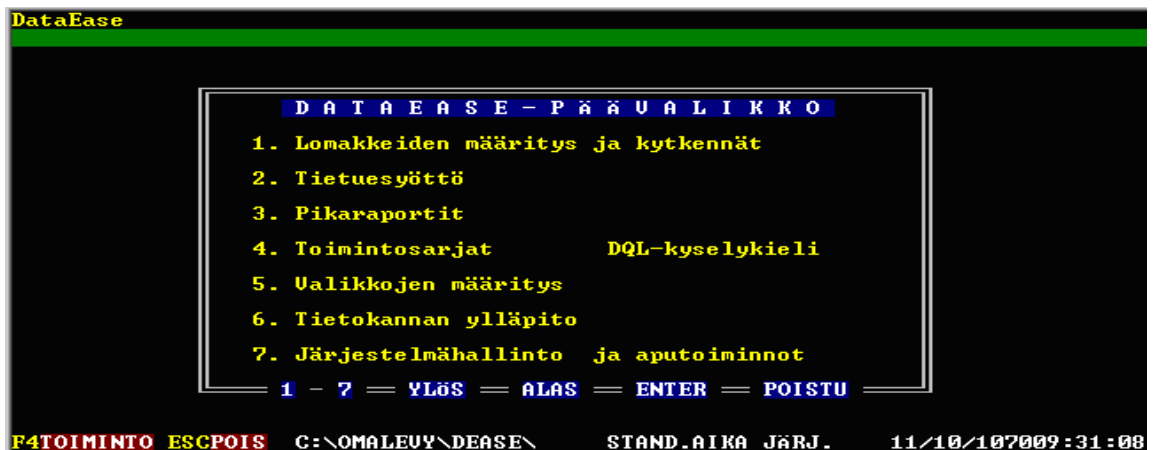 DataEase
DATAEASE-PÄÄVALIKKO
1. Lomakkeiden määritys ja kytkennät
2. Tietuesyöttö
3. Pikaraportit
4. Toimintosarjat DQL-kyselykieli
5. Valikkojen määritys
6. Tietokannan ylläpito
7. Järjestelmähallinto ja aputoiminnot
1 - 7 == YLöS == ALAS == ENTER == POISTU
F4TOIMINTO ESCPOIS C:\OMALEVY\DEASE\ STAND.AIKA JäRJ. 11/10/107009:31:08